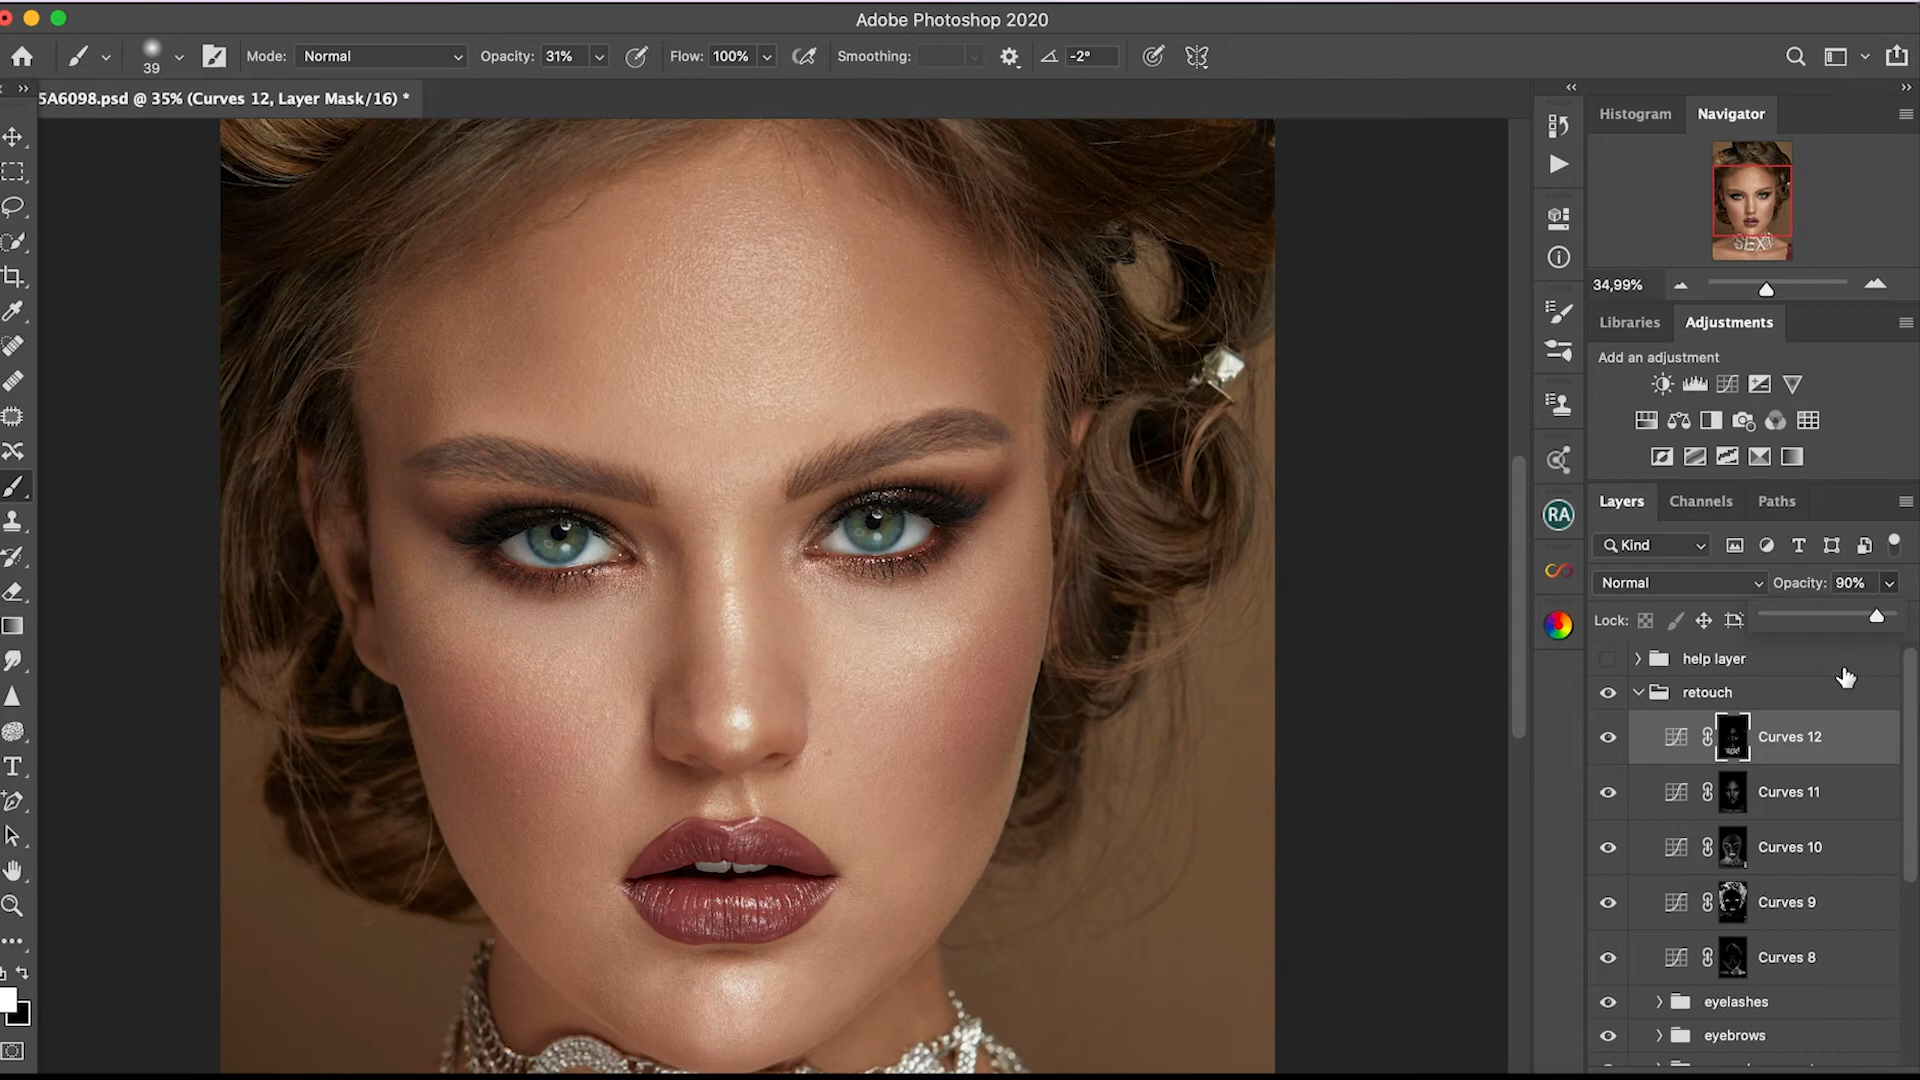 Adobe Photoshop 2020
39
Mode: Normal
Opacity: 31%
Flow: 100%
Smoothing:
-2°
5A6098.psd @ 35% (Curves 12, Layer Mask/16) *
Histogram
Navigator
SEXY
34,99%
Libraries
Adjustments
Add an adjustment
RA
Layers
Channels
Paths
Kind
Normal
Opacity: 90%
Lock:
help layer
retouch
Curves 12
Curves 11
Curves 10
Curves 9
Curves 8
eyelashes
eyebrows